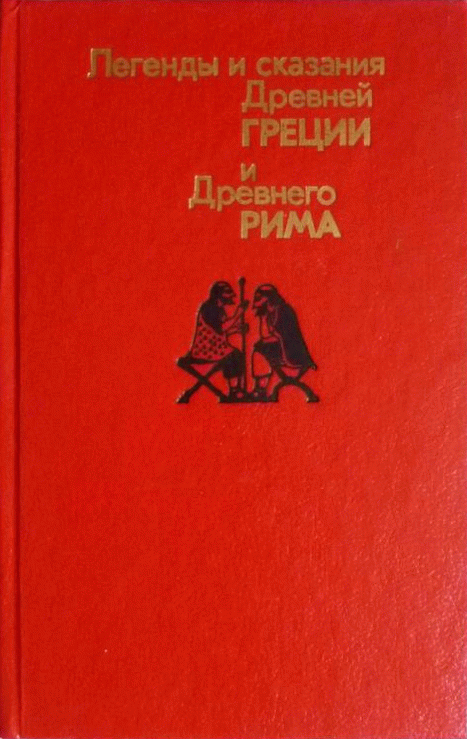 Легенды и сказания
Древней
ГРЕЦИИ
и
Древнего
РИМА